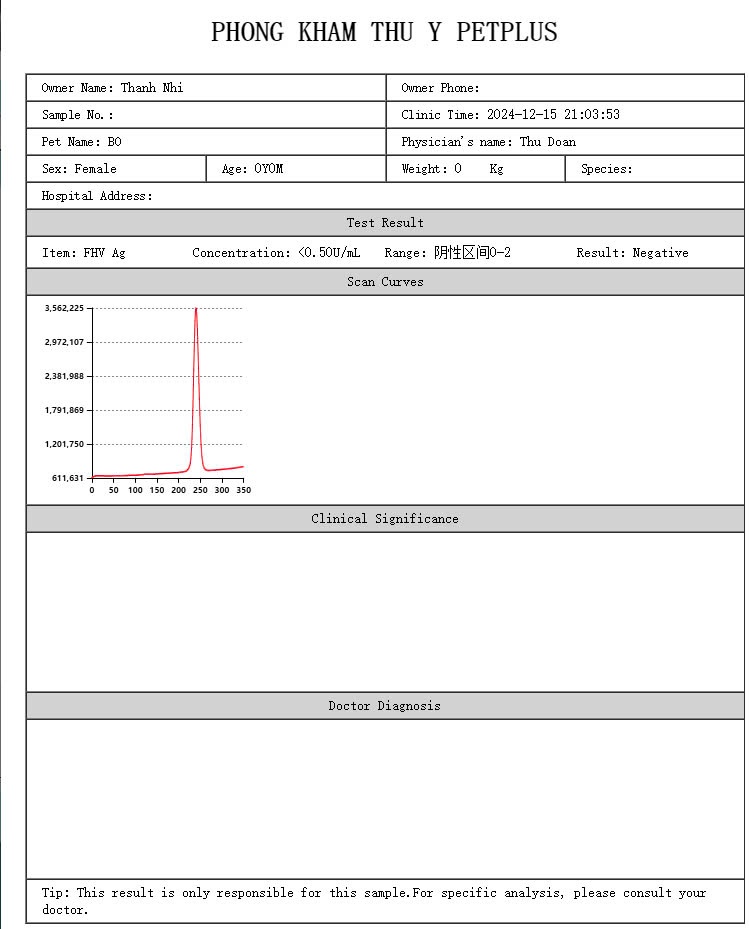 PHONG KHAM THU Y PETPLUS
Owner Name: Thanh Nhi Owner Phone:
Sample No.: Clinic Time: 2024-12-15 21:03:53
Pet Name: BO Physician's name: Thu Doan
Sex: Female Age: 0Y0M Weight: 0 Kg Species:
Hospital Address:
Test Result
Item: FHV Ag Concentration: <0.50U/mL Range: 阴性区间0-2 Result: Negative
Scan Curves
3,562,225
2,972,107
2,381,988
1,791,869
1,201,750
611,631
0 50 100 150 200 250 300 350
Clinical Significance
Doctor Diagnosis
Tip: This result is only responsible for this sample.For specific analysis, please consult your
doctor.